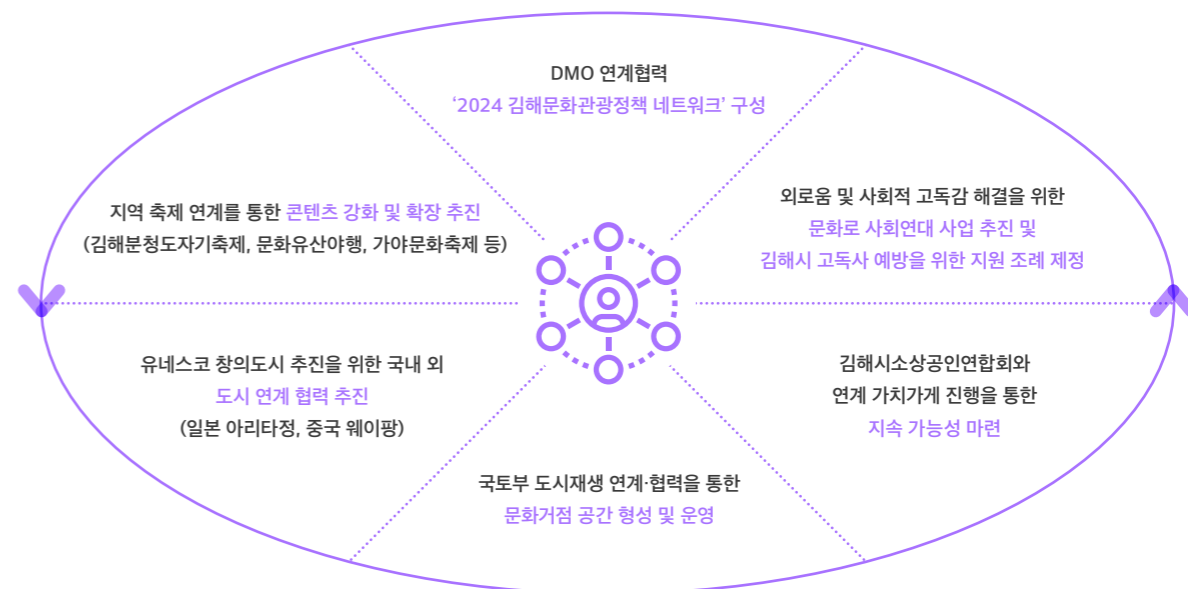 DMO 연계협력
‘2024 김해문화관광정책 네트워크’ 구성
지역 축제 연계를 통한 콘텐츠 강화 및 확장 추진
(김해분청도자기축제, 문화유산야행, 가야문화축제 등)
외로움 및 사회적 고독감 해결을 위한
문화로 사회연대 사업 추진 및
김해시 고독사 예방을 위한 지원 조례 제정
유네스코 창의도시 추진을 위한 국내 외
도시 연계 협력 추진
(일본 아리타정, 중국 웨이팡)
김해시소상공인연합회와
연계 가치가게 진행을 통한
지속 가능성 마련
국토부 도시재생 연계·협력을 통한
문화거점 공간 형성 및 운영